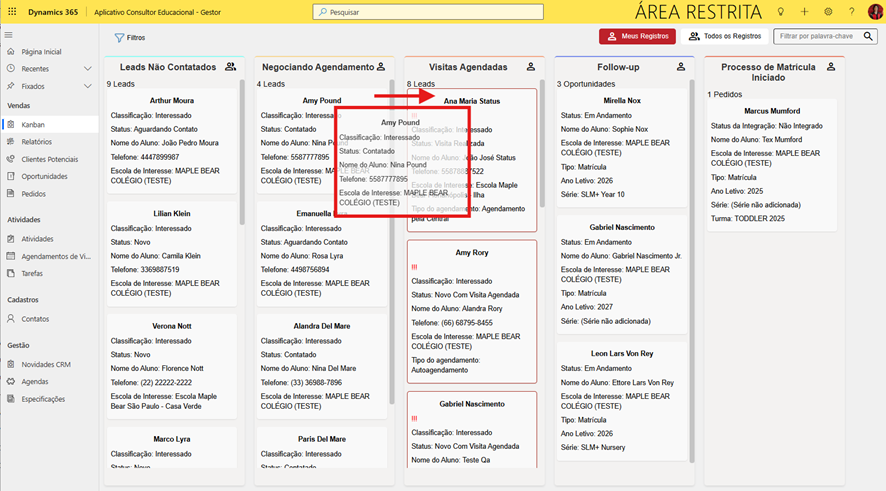 Dynamics 365
Aplicativo Consultor Educacional - Gestor
Pesquisar
ÁREA RESTRITA
Filtros
Meus Registros
Todos os Registros
Filtrar por palavra-chave
Página Inicial
Recentes
Fixados
Vendas
Kanban
Relatórios
Clientes Potenciais
Oportunidades
Pedidos
Atividades
Atividades
Agendamentos de Vi...
Tarefas
Cadastros
Contatos
Gestão
Novidades CRM
Agendas
Especificações
Leads Não Contatados
9 Leads
Arthur Moura
Classificação: Interessado
Status: Aguardando Contato
Nome do Aluno: João Pedro Moura
Telefone: 4447899987
Escola de Interesse: MAPLE BEAR
COLÉGIO (TESTE)
Lilian Klein
Classificação: Interessado
Status: Novo
Nome do Aluno: Camila Klein
Telefone: 3369887519
Escola de Interesse: MAPLE BEAR
COLÉGIO (TESTE)
Verona Nott
Classificação: Interessado
Status: Novo
Nome do Aluno: Florence Nott
Telefone: (22) 22222-2222
Escola de Interesse: Escola Maple
Bear São Paulo - Casa Verde
Marco Lyra
Classificação: Interessado
Status: Novo
Negociando Agendamento
4 Leads
Amy Pound
Classificação: Interessado
Status: Contatado
Nome do Aluno: Nina Pound
Telefone: 5587777895
Escola de Interesse: MAPLE BEAR
COLÉGIO (TESTE)
Emanuella
Classificação: Interessado
Status: Aguardando Contato
Nome do Aluno: Rosa Lyra
Telefone: 4498756894
Escola de Interesse: MAPLE BEAR
COLÉGIO (TESTE)
Alandra Del Mare
Classificação: Interessado
Status: Contatado
Nome do Aluno: Nina Del Mare
Telefone: (33) 36988-7896
Escola de Interesse: MAPLE BEAR
COLÉGIO (TESTE)
Paris Del Mare
Classificação: Interessado
Status: Contatado
Amy Pound
Classificação: Interessado
Status: Contatado
Nome do Aluno: Nina Pound
Telefone: 5587777895
Escola de Interesse: MAPLE BEAR
COLÉGIO (TESTE)
Visitas Agendadas
8 Leads
Ana Maria Status
!!!
Classificação: Interessado
Status: Visita Realizada
Nome do Aluno: João José Status
Escola de Interesse: Escola Maple
Ilha
Tipo do agendamento: Agendamento
pela Central
Amy Rory
!!!
Classificação: Interessado
Status: Novo Com Visita Agendada
Nome do Aluno: Alandra Rory
Telefone: (66) 68795-8455
Escola de Interesse: MAPLE BEAR
COLÉGIO (TESTE)
Tipo do agendamento:
Autoagendamento
Gabriel Nascimento
!!!
Classificação: Interessado
Status: Novo Com Visita Agendada
Nome do Aluno: Teste Qa
Follow-up
3 Oportunidades
Mirella Nox
Status: Em Andamento
Nome do Aluno: Sophie Nox
Escola de Interesse: MAPLE BEAR
COLÉGIO (TESTE)
Tipo: Matrícula
Ano Letivo: 2026
Série: SLM+ Year 10
Gabriel Nascimento
Status: Em Andamento
Nome do Aluno: Gabriel Nascimento Jr.
Escola de Interesse: MAPLE BEAR
COLÉGIO (TESTE)
Tipo: Matrícula
Ano Letivo: 2027
Série: (Série não adicionada)
Leon Lars Von Rey
Status: Em Andamento
Nome do Aluno: Ettore Lars Von Rey
Escola de Interesse: MAPLE BEAR
COLÉGIO (TESTE)
Tipo: Matrícula
Ano Letivo: 2026
Série: SLM+ Nursery
Processo de Matrícula
Iniciado
1 Pedidos
Marcus Mumford
Status da Integração: Não Integrado
Nome do Aluno: Tex Mumford
Escola de Interesse: MAPLE BEAR
COLÉGIO (TESTE)
Tipo: Matrícula
Ano Letivo: 2025
Série: (Série não adicionada)
Turma: TODDLER 2025